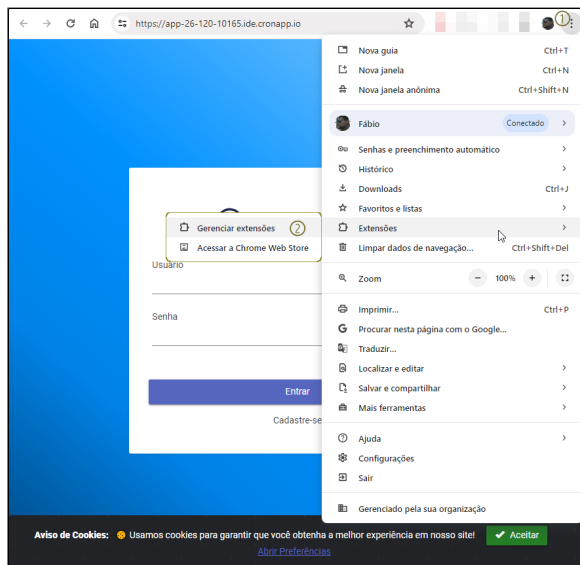 https://app-26-120-10165.ide.cronapp.io
1
Nova guia Ctrl+T
Nova janela Ctrl+N
Nova janela anônima Ctrl+Shift+N
Fábio Conectado
Senhas e preenchimento automático
Histórico
Downloads Ctrl+J
Favoritos e listas
Extensões
Limpar dados de navegação... Ctrl+Shift+Del
Gerenciar extensões 2
Acessar a Chrome Web Store
Zoom − 100% +
Imprimir... Ctrl+P
G Procurar nesta página com o Google...
Traduzir...
Localizar e editar
Salvar e compartilhar
Mais ferramentas
Ajuda
Configurações
Sair
Gerenciado pela sua organização
Usuário
Senha
Entrar
Cadastre-se
Aviso de Cookies: Usamos cookies para garantir que você obtenha a melhor experiência em nosso site! Aceitar
Abrir Preferências